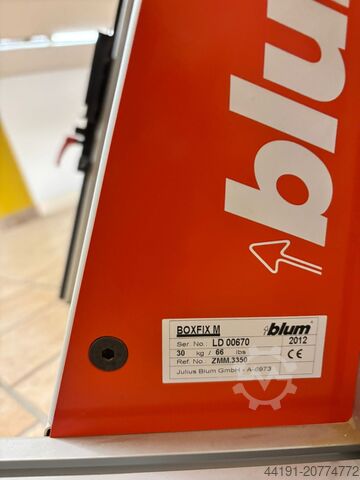 blum
BOXFIX M blum
Ser. No.: LD 00670 2012
30 kg / 66 lbs
Ref. No.: ZMM.3350 CE
Julius Blum GmbH - A-6973
44191-20774772